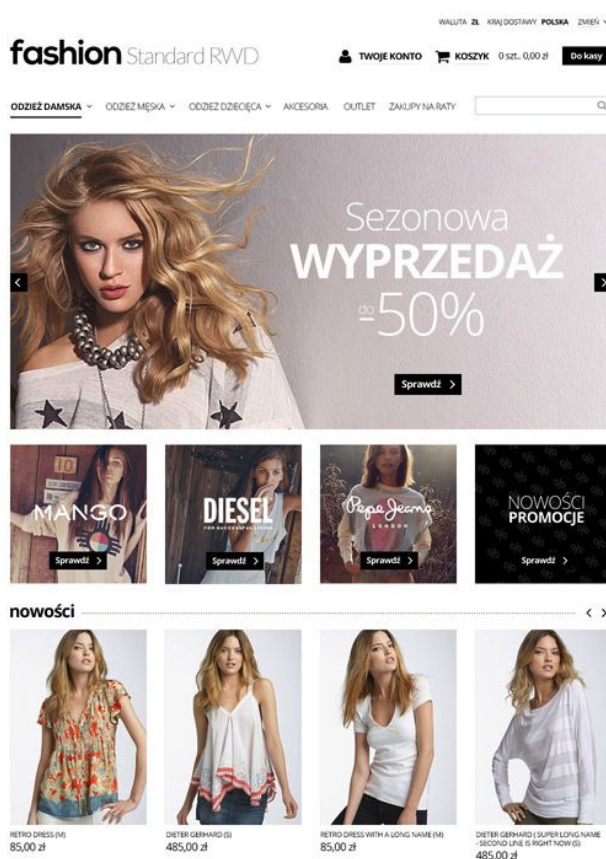 WALUTA ZŁ KRAJ DOSTAWY POLSKA ZMIEŃ
fashion Standard RWD
TWOJE KONTO KOSZYK 0 szt., 0,00 zł Do kasy
ODZIEŻ DAMSKA ODZIEŻ MĘSKA ODZIEŻ DZIECIĘCA AKCESORIA OUTLET ZAKUPY NA RATY
Sezonowa
WYPRZEDAŻ
do -50%
Sprawdź
MANGO
Sprawdź
DIESEL
FOR SUCCESSFUL LIVING
Sprawdź
Pepe Jeans
LONDON
Sprawdź
NOWOŚCI
PROMOCJE
Sprawdź
nowości
RETRO DRESS (M)
85,00 zł
DIETER GERHARD (S)
485,00 zł
RETRO DRESS WITH A LONG NAME (M)
85,00 zł
DIETER GERHARD ( SUPER LONG NAME
- SECOND LINE IS RIGHT NOW (S)
485,00 zł